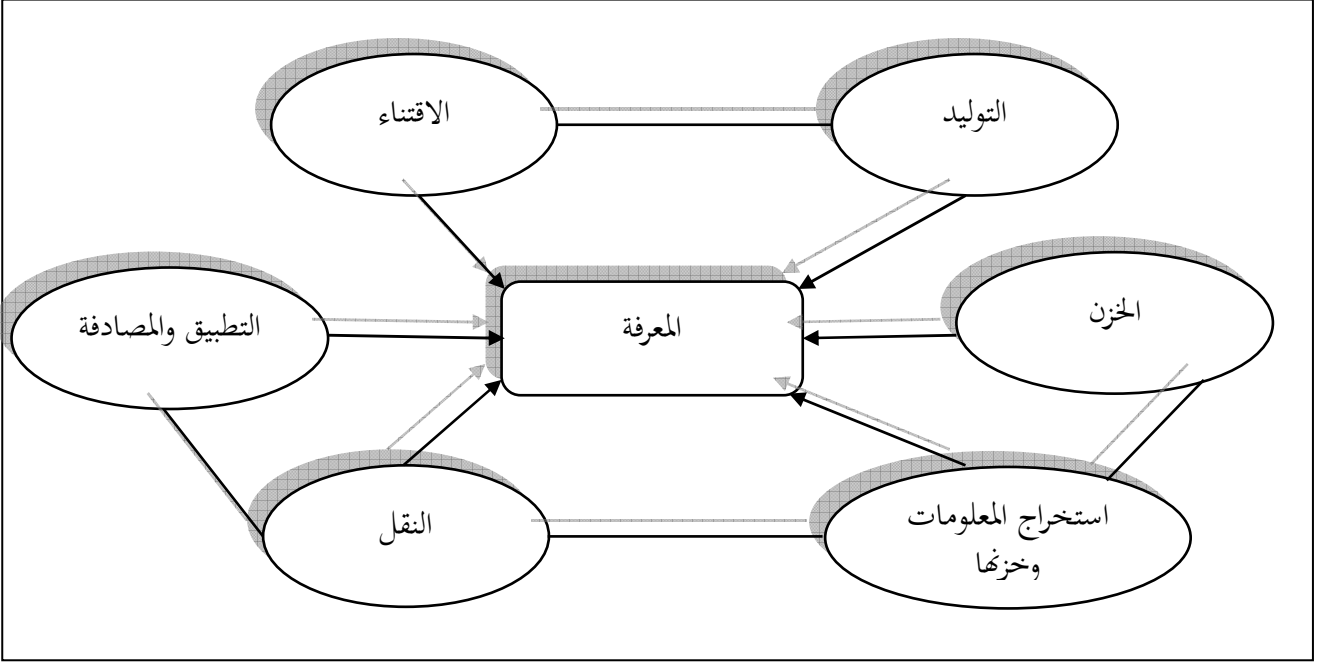 التوليد
الاقتناء
الخزن
المعرفة
التطبيق والمصادفة
استخراج المعلومات
وخزنها
النقل